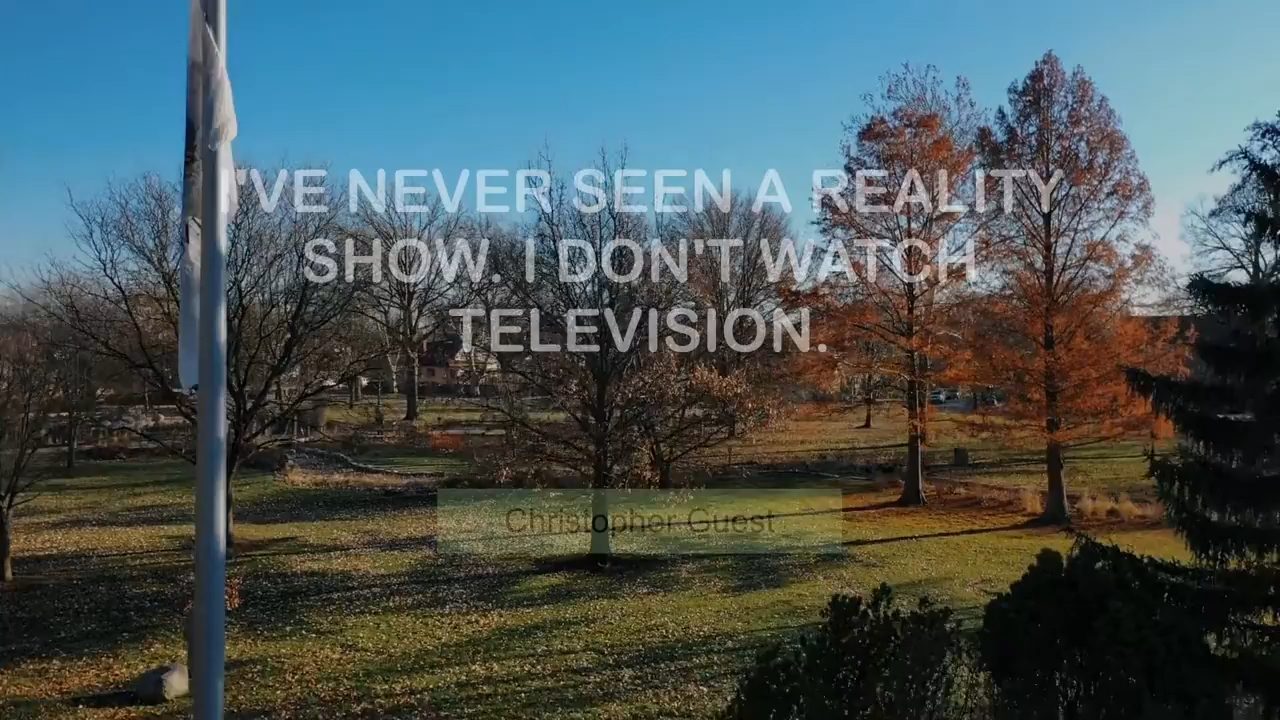 I'VE NEVER SEEN A REALITY
SHOW. I DON'T WATCH
TELEVISION.
Christopher Guest